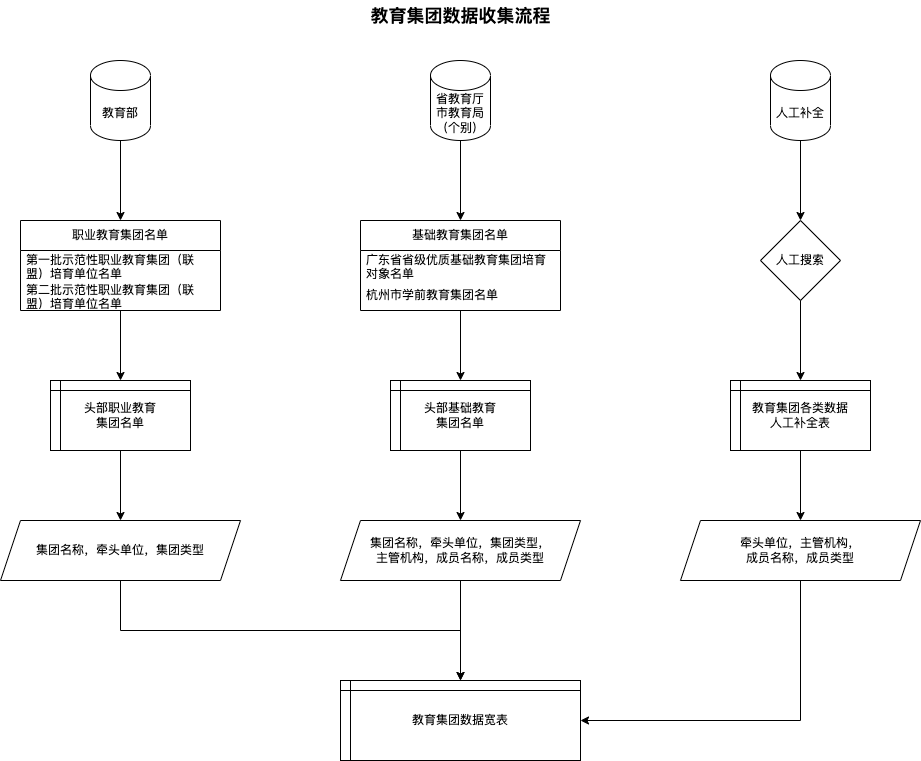 教育集团数据收集流程
教育部
省教育厅
市教育局
（个别）
人工补全
职业教育集团名单
第一批示范性职业教育集团（联
盟）培育单位名单
第二批示范性职业教育集团（联
盟）培育单位名单
基础教育集团名单
广东省省级优质基础教育集团培育
对象名单
杭州市学前教育集团名单
人工搜索
头部职业教育
集团名单
头部基础教育
集团名单
教育集团各类数据
人工补全表
集团名称，牵头单位，集团类型
集团名称，牵头单位，集团类型，
主管机构，成员名称，成员类型
牵头单位，主管机构，
成员名称，成员类型
教育集团数据宽表